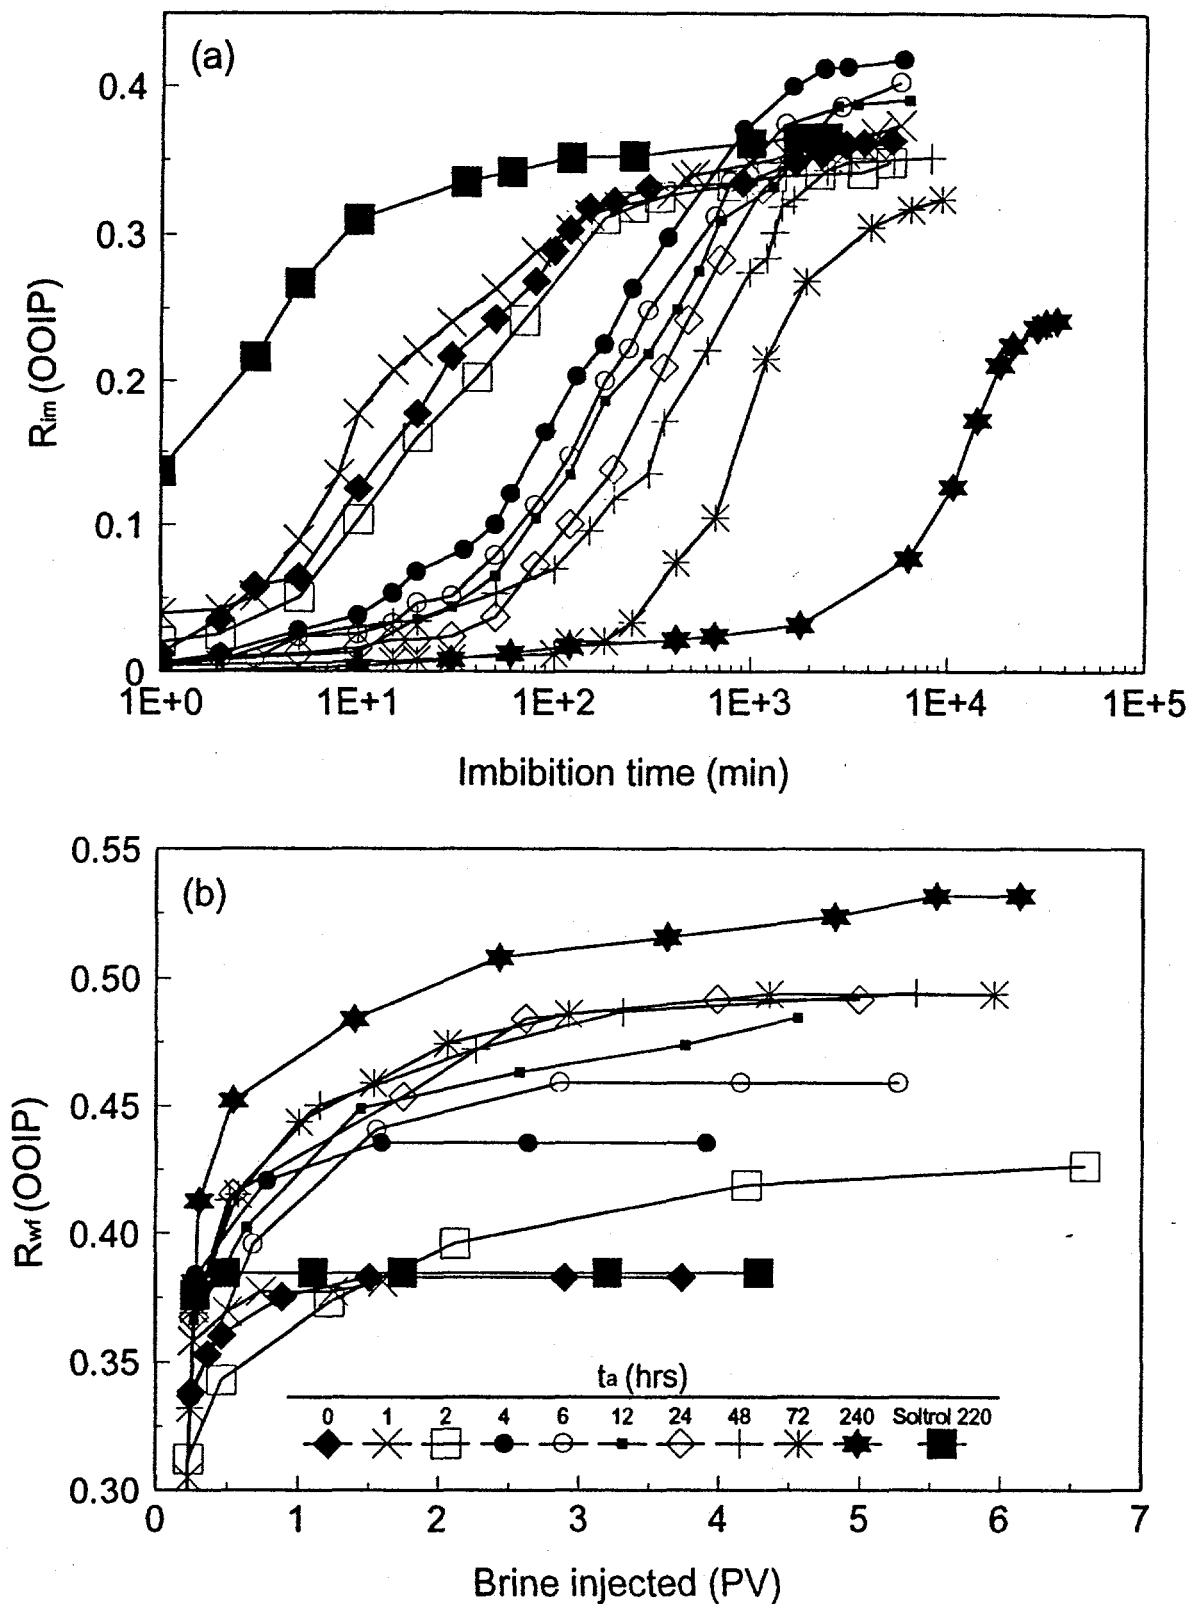 (a)
0.4
0.3
0.2
0.1
0
Rim (OOIP)
1E+0 1E+1 1E+2 1E+3 1E+4 1E+5
Imbibition time (min)
(b)
0.55
0.50
0.45
0.40
0.35
0.30
Rwf (OOIP)
ta (hrs)
0 1 2 4 6 12 24 48 72 240 Soltrol 220
0 1 2 3 4 5 6 7
Brine injected (PV)